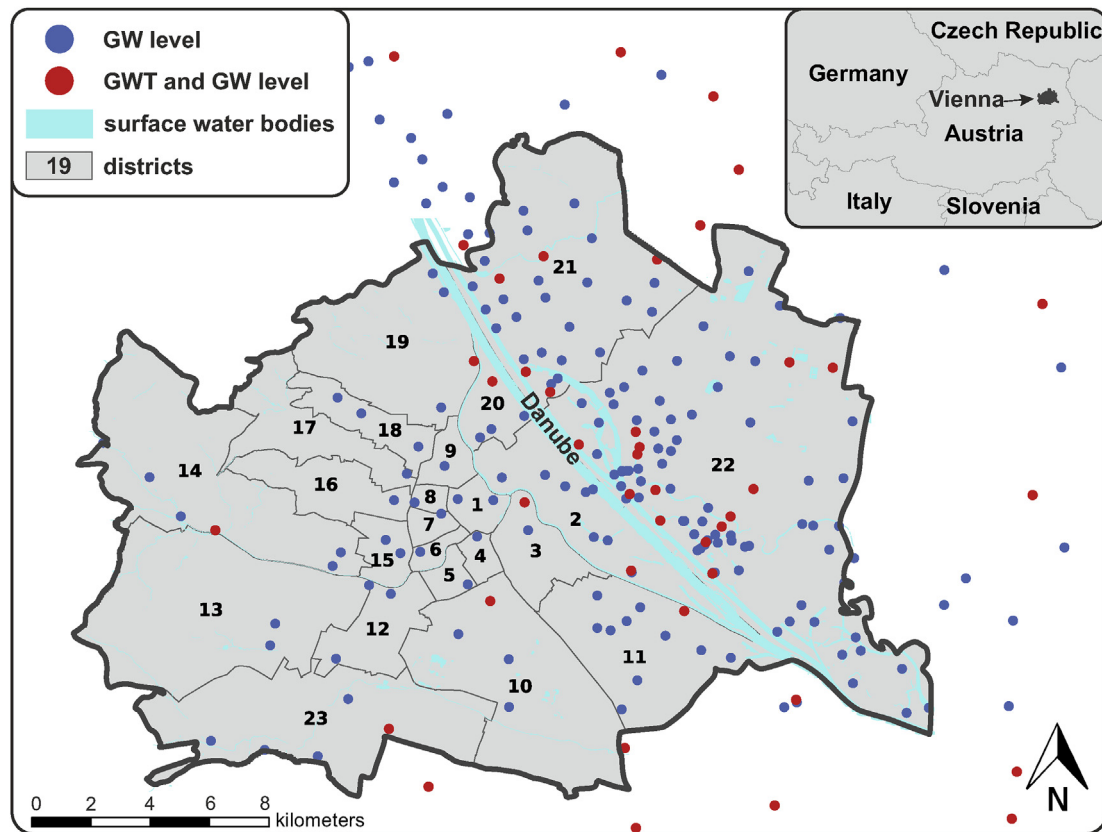 GW level
GWT and GW level
surface water bodies
19 districts
Czech Republic
Germany
Vienna
Austria
Italy
Slovenia
21
19
20
Danube
17
18
9
14
16
22
8
1
7
2
15
6
4
3
5
13
12
11
10
23
0 2 4 6 8
kilometers
N